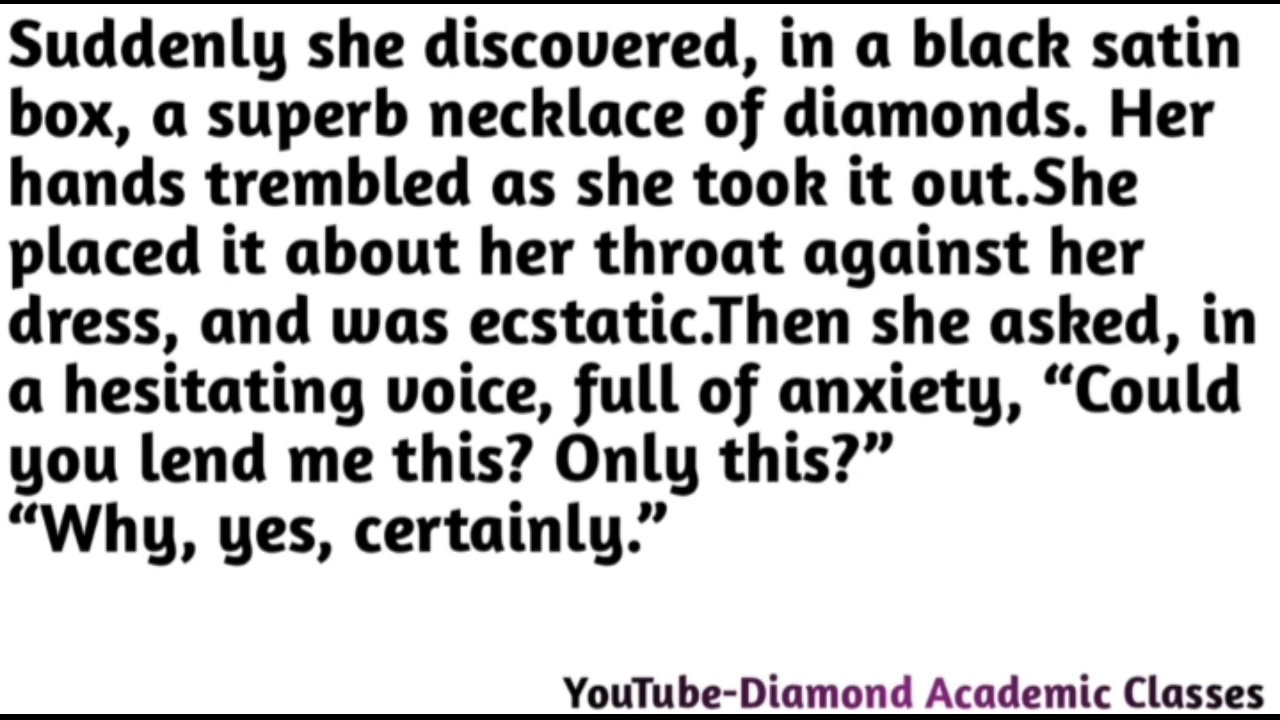 Suddenly she discovered, in a black satin
box, a superb necklace of diamonds. Her
hands trembled as she took it out.She
placed it about her throat against her
dress, and was ecstatic.Then she asked, in
a hesitating voice, full of anxiety, “Could
you lend me this? Only this?”
“Why, yes, certainly.”
YouTube-Diamond Academic Classes